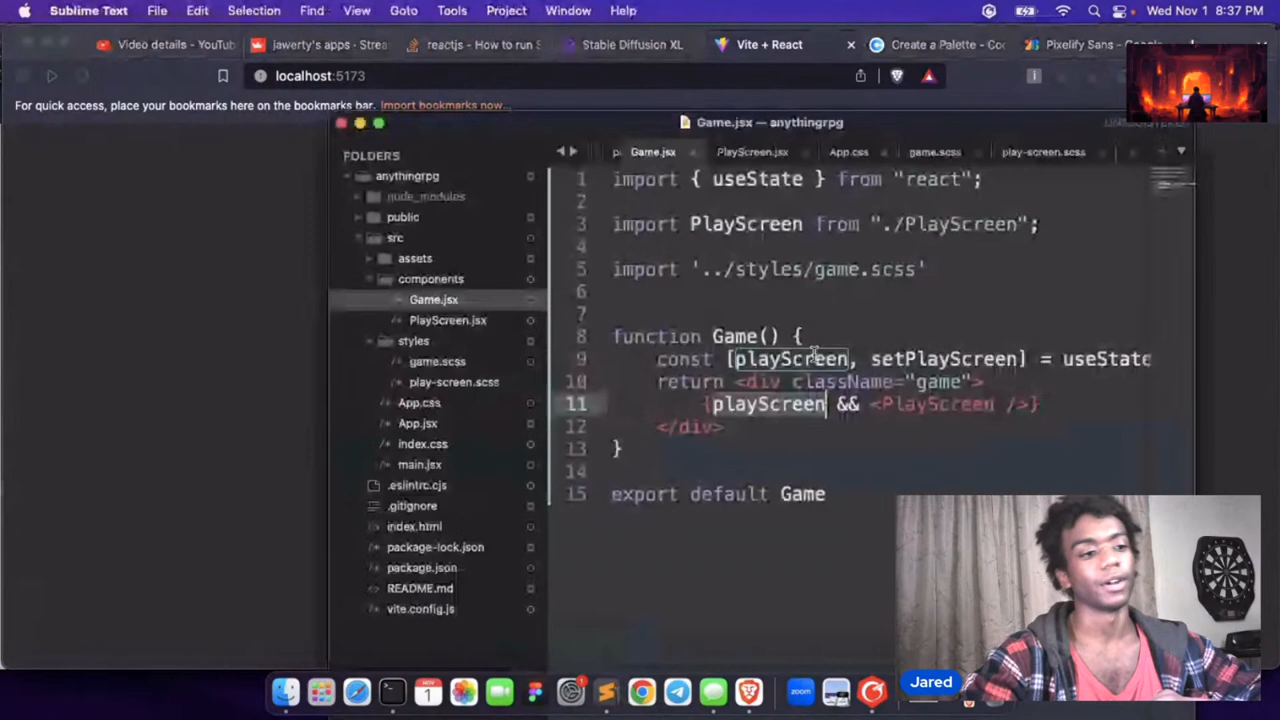 Sublime Text File Edit Selection Find View Goto Tools Project Window Help Wed Nov 1 8:37 PM
Video details - YouTub jawerty's apps - Strea reactjs - How to run S Stable Diffusion XL Vite + React Create a Palette - Co Pixelify Sans -
localhost:5173
For quick access, place your bookmarks here on the bookmarks bar. Import bookmarks now...
Game.jsx — anythingrpg
FOLDERS
anythingrpg
node_modules
public
src
assets
components
Game.jsx
PlayScreen.jsx
styles
game.scss
play-screen.scss
App.css
App.jsx
index.css
main.jsx
.eslintrc.cjs
.gitignore
index.html
package-lock.json
package.json
README.md
vite.config.js
Game.jsx PlayScreen.jsx App.css game.scss play-screen.scss
1 import { useState } from "react";
2
3 import PlayScreen from "./PlayScreen";
4
5 import '../styles/game.scss'
6
7
8 function Game() {
9 const [playScreen, setPlayScreen] = useState
10 return <div className="game">
11 {playScreen && <PlayScreen />}
12 </div>
13 }
14
15 export default Game
Jared
zoom